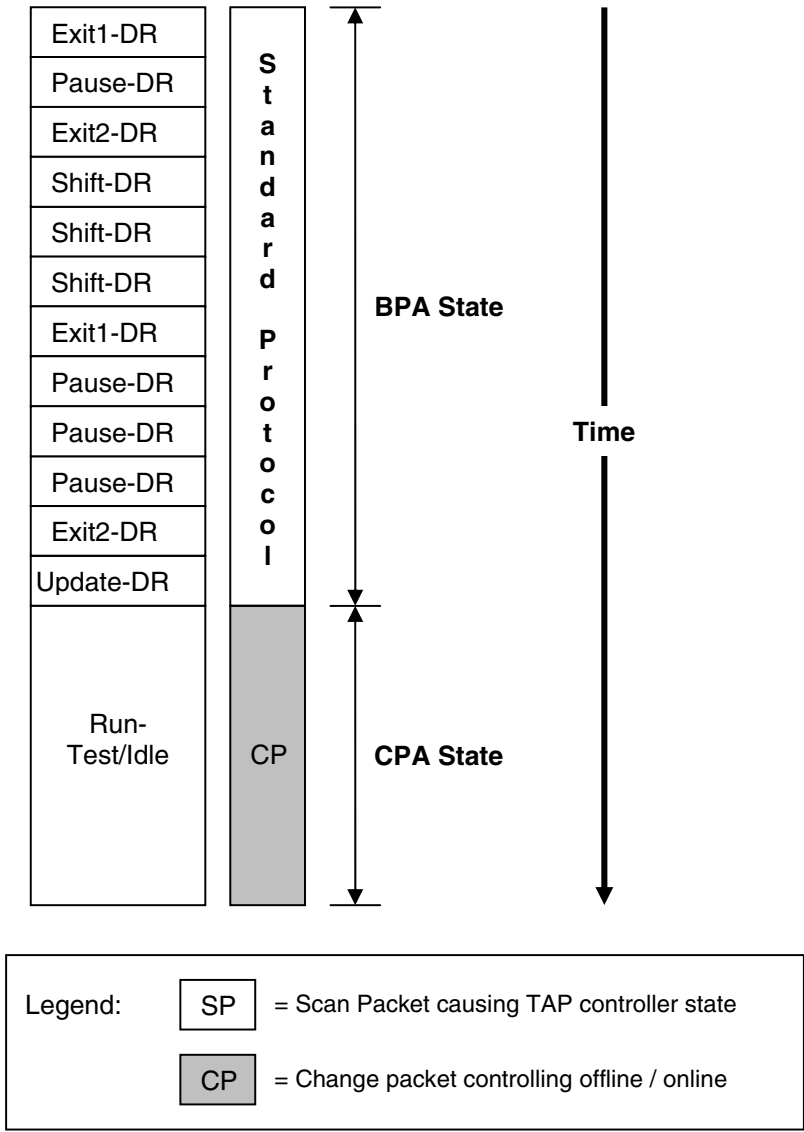 Exit1-DR
Pause-DR
Exit2-DR
Shift-DR
Shift-DR
Shift-DR
Exit1-DR
Pause-DR
Pause-DR
Pause-DR
Exit2-DR
Update-DR
Standard Protocol
BPA State
Time
Run-
Test/Idle
CP
CPA State
Legend:
SP
= Scan Packet causing TAP controller state
CP
= Change packet controlling offline / online